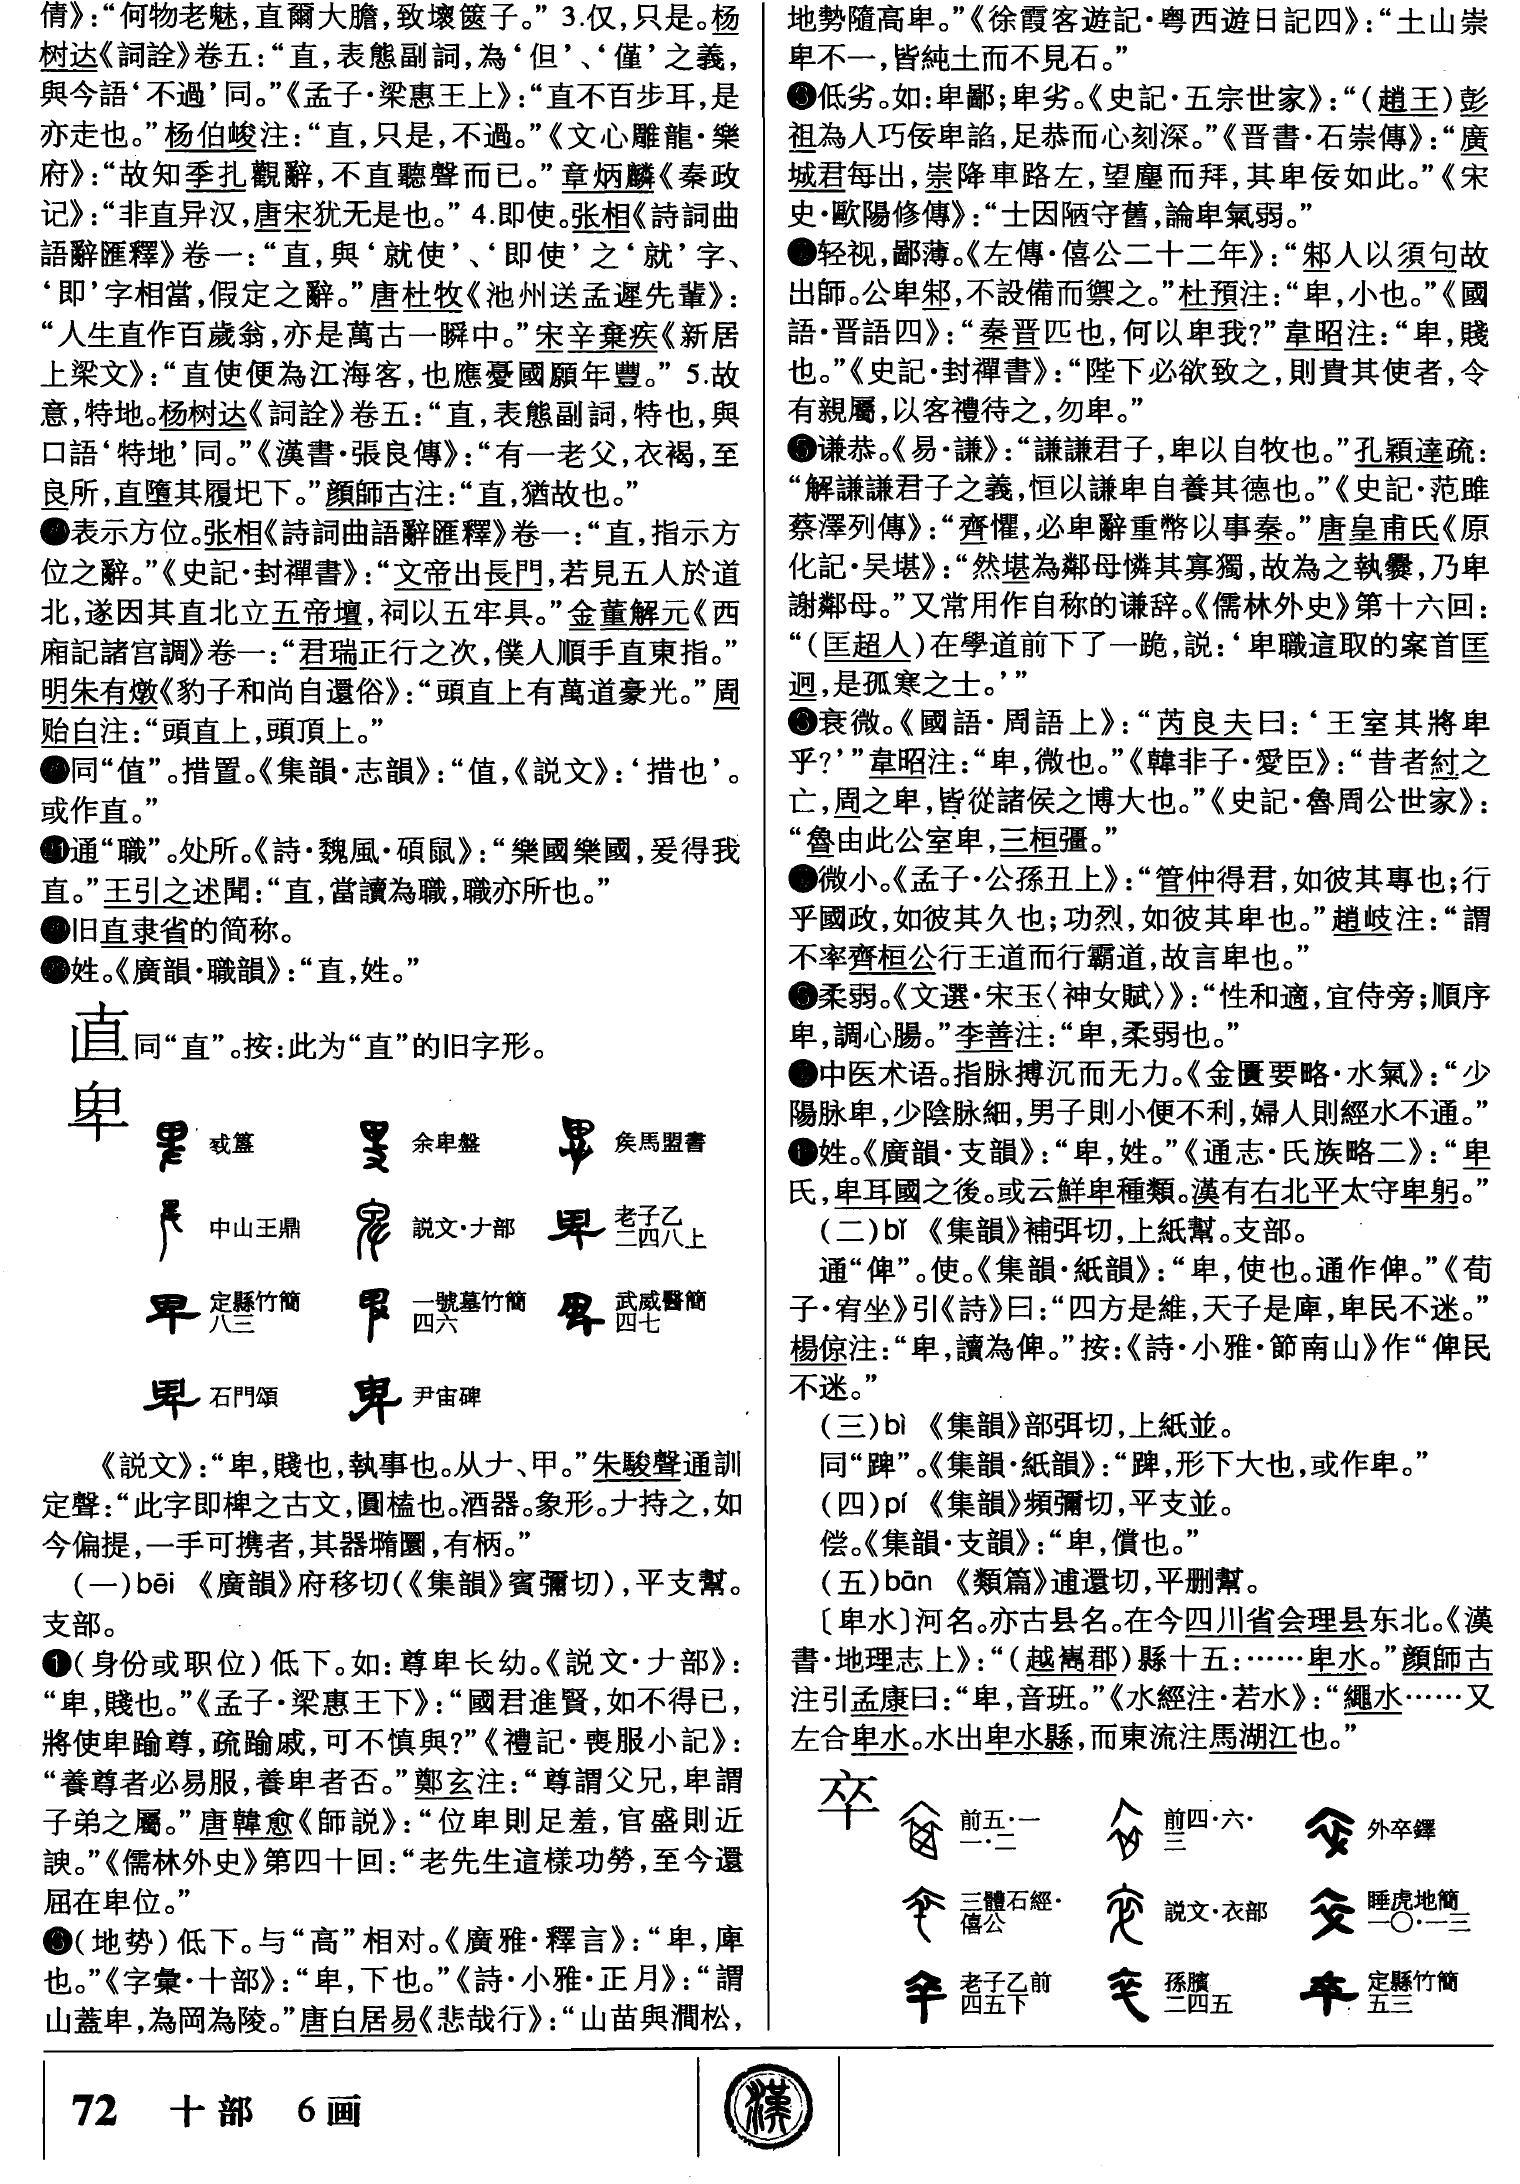 倩》：“何物老魅，直爾大膽，致壞篋子。”3.仅，只是。杨
树达《詞詮》卷五：“直，表態副詞，為‘但’、‘僅’之義，
與今語‘不過’同。”《孟子·梁惠王上》：“直不百步耳，是
亦走也。”杨伯峻注：“直，只是，不過。”《文心雕龍·樂
府》：“故知季扎觀辭，不直聽聲而已。”章炳麟《秦政
记》：“非直异汉，唐宋犹无是也。”4.即使。张相《詩詞曲
語辭匯釋》卷一：“直，與‘就使’、‘即使’之‘就’字、
‘即’字相當，假定之辭。”唐杜牧《池州送孟遲先輩》：
“人生直作百歲翁，亦是萬古一瞬中。”宋辛棄疾《新居
上梁文》：“直使便為江海客，也應憂國願年豐。”5.故
意，特地。杨树达《詞詮》卷五：“直，表態副詞，特也，與
口語‘特地’同。”《漢書·張良傳》：“有一老父，衣褐，至
良所，直墮其履圯下。”顔師古注：“直，猶故也。”
表示方位。张相《詩詞曲語辭匯釋》卷一：“直，指示方
位之辭。”《史記·封禪書》：“文帝出長門，若見五人於道
北，遂因其直北立五帝壇，祠以五牢具。”金董解元《西
廂記諸宮調》卷一：“君瑞正行之次，僕人順手直東指。”
明朱有燉《豹子和尚自還俗》：“頭直上有萬道豪光。”周
贻白注：“頭直上，頭頂上。”
同“值”。措置。《集韻·志韻》：“值，《説文》：‘措也’。
或作直。”
通“職”。处所。《詩·魏風·碩鼠》：“樂國樂國，爰得我
直。”王引之述聞：“直，當讀為職，職亦所也。”
旧直隶省的简称。
姓。《廣韻·職韻》：“直，姓。”
直同“直”。按：此为“直”的旧字形。
卑
㦰簋 余卑盤 矦馬盟書
中山王鼎 説文·𠂇部 老子乙二四八上
定縣竹簡八三 一號墓竹簡四六 武威醫簡四七
石門頌 尹宙碑
《説文》：“卑，賤也，執事也。从𠂇、甲。”朱駿聲通訓
定聲：“此字即椑之古文，圓榼也。酒器。象形。𠂇持之，如
今偏提，一手可携者，其器橢圜，有柄。”
(一)bēi 《廣韻》府移切(《集韻》賓彌切)，平支幫。
支部。
❶(身份或职位)低下。如：尊卑长幼。《説文·𠂇部》：
“卑，賤也。”《孟子·梁惠王下》：“國君進賢，如不得已，
將使卑踰尊，疏踰戚，可不慎與?”《禮記·喪服小記》：
“養尊者必易服，養卑者否。”鄭玄注：“尊謂父兄，卑謂
子弟之屬。”唐韓愈《師説》：“位卑則足羞，官盛則近
諛。”《儒林外史》第四十回：“老先生這樣功勞，至今還
屈在卑位。”
(地势)低下。与“高”相对。《廣雅·釋言》：“卑，庳
也。”《字彙·十部》：“卑，下也。”《詩·小雅·正月》：“謂
山蓋卑，為岡為陵。”唐白居易《悲哉行》：“山苗與澗松，
地勢隨高卑。”《徐霞客遊記·粤西遊日記四》：“土山崇
卑不一，皆純土而不見石。”
低劣。如：卑鄙；卑劣。《史記·五宗世家》：“(趙王)彭
祖為人巧佞卑諂，足恭而心刻深。”《晋書·石崇傳》：“廣
城君每出，崇降車路左，望塵而拜，其卑佞如此。”《宋
史·歐陽修傳》：“士因陋守舊，論卑氣弱。”
轻视，鄙薄。《左傳·僖公二十二年》：“邾人以須句故
出師。公卑邾，不設備而禦之。”杜預注：“卑，小也。”《國
語·晋語四》：“秦晋匹也，何以卑我?”韋昭注：“卑，賤
也。”《史記·封禪書》：“陛下必欲致之，則貴其使者，令
有親屬，以客禮待之，勿卑。”
谦恭。《易·謙》：“謙謙君子，卑以自牧也。”孔穎達疏：
“解謙謙君子之義，恒以謙卑自養其德也。”《史記·范雎
蔡澤列傳》：“齊懼，必卑辭重幣以事秦。”唐皇甫氏《原
化記·吴堪》：“然堪為鄰母憐其寡獨，故為之執爨，乃卑
謝鄰母。”又常用作自称的谦辞。《儒林外史》第十六回：
“(匡超人)在學道前下了一跪，説：‘卑職這取的案首匡
迥，是孤寒之士。’”
衰微。《國語·周語上》：“芮良夫曰：‘王室其將卑
乎?’”韋昭注：“卑，微也。”《韓非子·愛臣》：“昔者紂之
亡，周之卑，皆從諸侯之博大也。”《史記·魯周公世家》：
“魯由此公室卑，三桓彊。”
微小。《孟子·公孫丑上》：“管仲得君，如彼其專也；行
乎國政，如彼其久也；功烈，如彼其卑也。”趙岐注：“謂
不率齊桓公行王道而行霸道，故言卑也。”
柔弱。《文選·宋玉〈神女賦〉》：“性和適，宜侍旁；順序
卑，調心腸。”李善注：“卑，柔弱也。”
中医术语。指脉搏沉而无力。《金匱要略·水氣》：“少
陽脉卑，少陰脉細，男子則小便不利，婦人則經水不通。”
姓。《廣韻·支韻》：“卑，姓。”《通志·氏族略二》：“卑
氏，卑耳國之後。或云鮮卑種類。漢有右北平太守卑躬。”
(二)bǐ 《集韻》補弭切，上紙幫。支部。
通“俾”。使。《集韻·紙韻》：“卑，使也。通作俾。”《荀
子·宥坐》引《詩》曰：“四方是維，天子是庳，卑民不迷。”
楊倞注：“卑，讀為俾。”按：《詩·小雅·節南山》作“俾民
不迷。”
(三)bì 《集韻》部弭切，上紙並。
同“䠋”。《集韻·紙韻》：“䠋，形下大也，或作卑。”
(四)pí 《集韻》頻彌切，平支並。
偿。《集韻·支韻》：“卑，償也。”
(五)bān 《類篇》逋還切，平删幫。
〔卑水〕河名。亦古县名。在今四川省会理县东北。《漢
書·地理志上》：“(越嶲郡)縣十五：……卑水。”顔師古
注引孟康曰：“卑，音班。”《水經注·若水》：“繩水……又
左合卑水。水出卑水縣，而東流注馬湖江也。”
卒
前五·一一·二 前四·六·三 外卒鐸
三體石經·僖公 説文·衣部 睡虎地簡一〇·一三
老子乙前四五下 孫臏二四五 定縣竹簡五三
72 十部 6画
漢